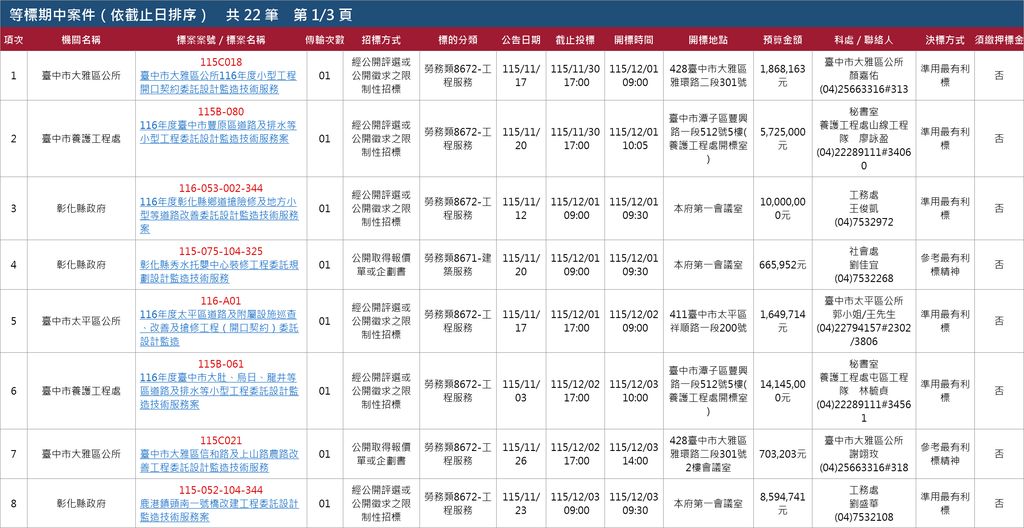 等標期中案件（依截止日排序）　共 22 筆　第 1/3 頁
項次 機關名稱 標案案號 / 標案名稱 傳輸次數 招標方式 標的分類 公告日期 截止投標 開標時間 開標地點 預算金額 科處 / 聯絡人 決標方式 須繳押標金
1
臺中市大雅區公所
115C018
臺中市大雅區公所116年度小型工程
開口契約委託設計監造技術服務
01
經公開評選或
公開徵求之限
制性招標
勞務類8672-工
程服務
115/11/
17
115/11/30
17:00
115/12/01
09:00
428臺中市大雅區
雅環路二段301號
1,868,163
元
臺中市大雅區公所
顏嘉佑
(04)25663316#313
準用最有利
標
否
2
臺中市養護工程處
115B-080
116年度臺中市豐原區道路及排水等
小型工程委託設計監造技術服務案
01
經公開評選或
公開徵求之限
制性招標
勞務類8672-工
程服務
115/11/
20
115/11/30
17:00
115/12/01
10:05
臺中市潭子區豐興
路一段512號5樓(
養護工程處開標室
)
5,725,000
元
秘書室
養護工程處山線工程
隊　廖詠盈
(04)22289111#3406
0
準用最有利
標
否
3
彰化縣政府
116-053-002-344
116年度彰化縣鄉道搶險修及地方小
型等道路改善委託設計監造技術服務
案
01
經公開評選或
公開徵求之限
制性招標
勞務類8672-工
程服務
115/11/
12
115/12/01
09:00
115/12/01
09:30
本府第一會議室
10,000,00
0元
工務處
王俊凱
(04)7532972
準用最有利
標
否
4
彰化縣政府
115-075-104-325
彰化縣秀水托嬰中心裝修工程委託規
劃設計監造技術服務
01
公開取得報價
單或企劃書
勞務類8671-建
築服務
115/11/
20
115/12/01
09:00
115/12/01
09:30
本府第一會議室
665,952元
社會處
劉佳宜
(04)7532268
參考最有利
標精神
否
5
臺中市太平區公所
116-A01
116年度太平區道路及附屬設施巡查
、改善及搶修工程（開口契約）委託
設計監造
01
經公開評選或
公開徵求之限
制性招標
勞務類8672-工
程服務
115/11/
17
115/12/01
17:00
115/12/02
09:00
411臺中市太平區
祥順路一段200號
1,649,714
元
臺中市太平區公所
郭小姐/王先生
(04)22794157#2302
/3806
準用最有利
標
否
6
臺中市養護工程處
115B-061
116年度臺中市大肚、烏日、龍井等
區道路及排水等小型工程委託設計監
造技術服務案
01
經公開評選或
公開徵求之限
制性招標
勞務類8672-工
程服務
115/11/
03
115/12/02
17:00
115/12/03
10:00
臺中市潭子區豐興
路一段512號5樓(
養護工程處開標室
)
14,145,00
0元
秘書室
養護工程處屯區工程
隊　林毓貞
(04)22289111#3456
1
準用最有利
標
否
7
臺中市大雅區公所
115C021
臺中市大雅區信和路及上山路農路改
善工程委託設計監造技術服務
01
公開取得報價
單或企劃書
勞務類8672-工
程服務
115/11/
26
115/12/02
17:00
115/12/03
14:00
428臺中市大雅區
雅環路二段301號
2樓會議室
703,203元
臺中市大雅區公所
謝翊玫
(04)25663316#318
參考最有利
標精神
否
8
彰化縣政府
115-052-104-344
鹿港鎮頭南一號橋改建工程委託設計
監造技術服務案
01
經公開評選或
公開徵求之限
制性招標
勞務類8672-工
程服務
115/11/
23
115/12/03
09:00
115/12/03
09:30
本府第一會議室
8,594,741
元
工務處
劉盛華
(04)7532108
準用最有利
標
否